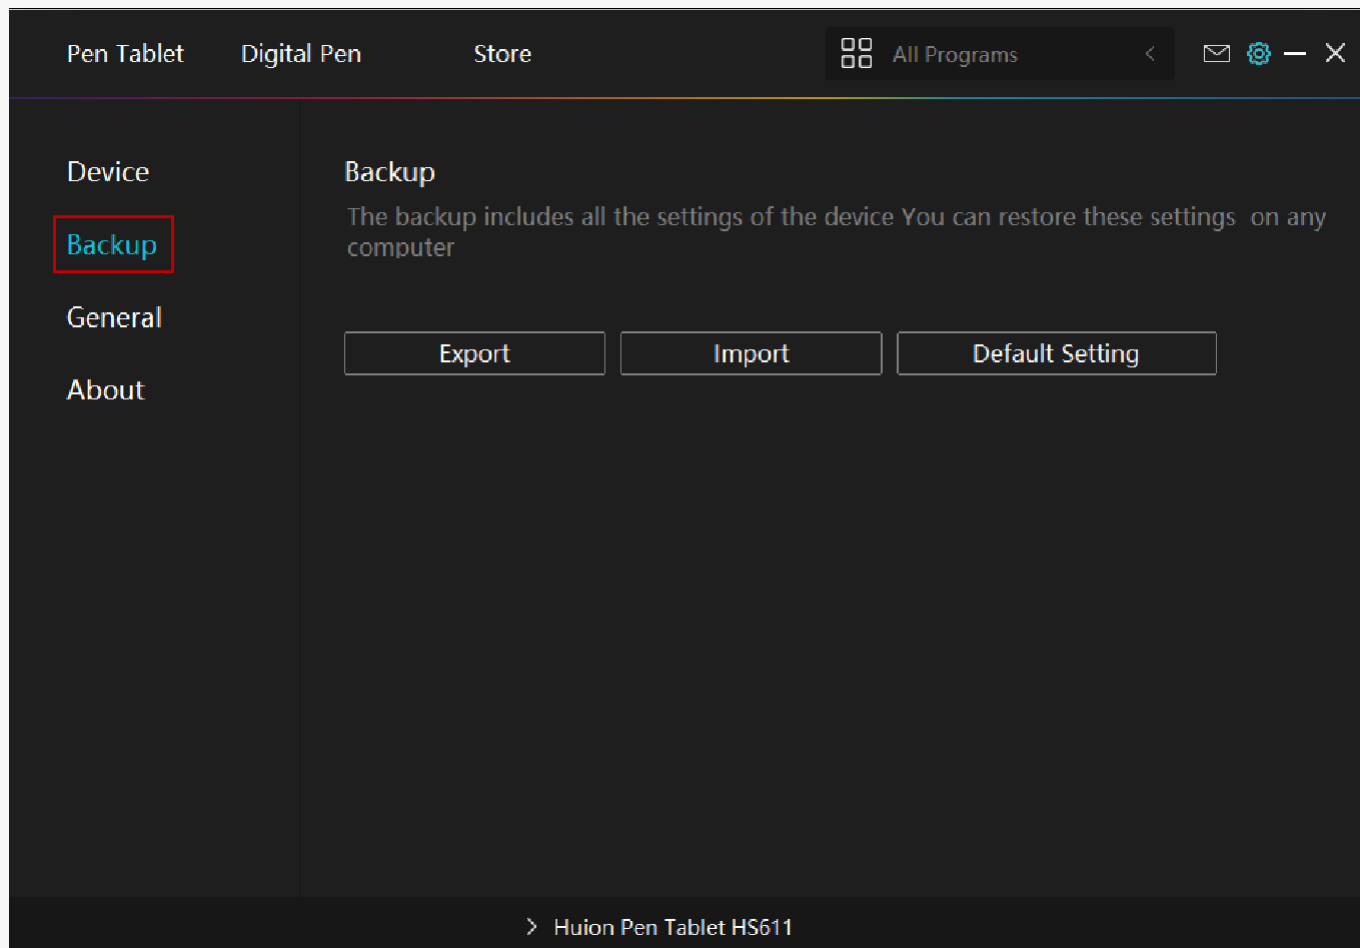 Pen Tablet Digital Pen Store All Programs
Device
Backup
General
About
Backup
The backup includes all the settings of the device You can restore these settings  on any
computer
Export Import Default Setting
Huion Pen Tablet HS611